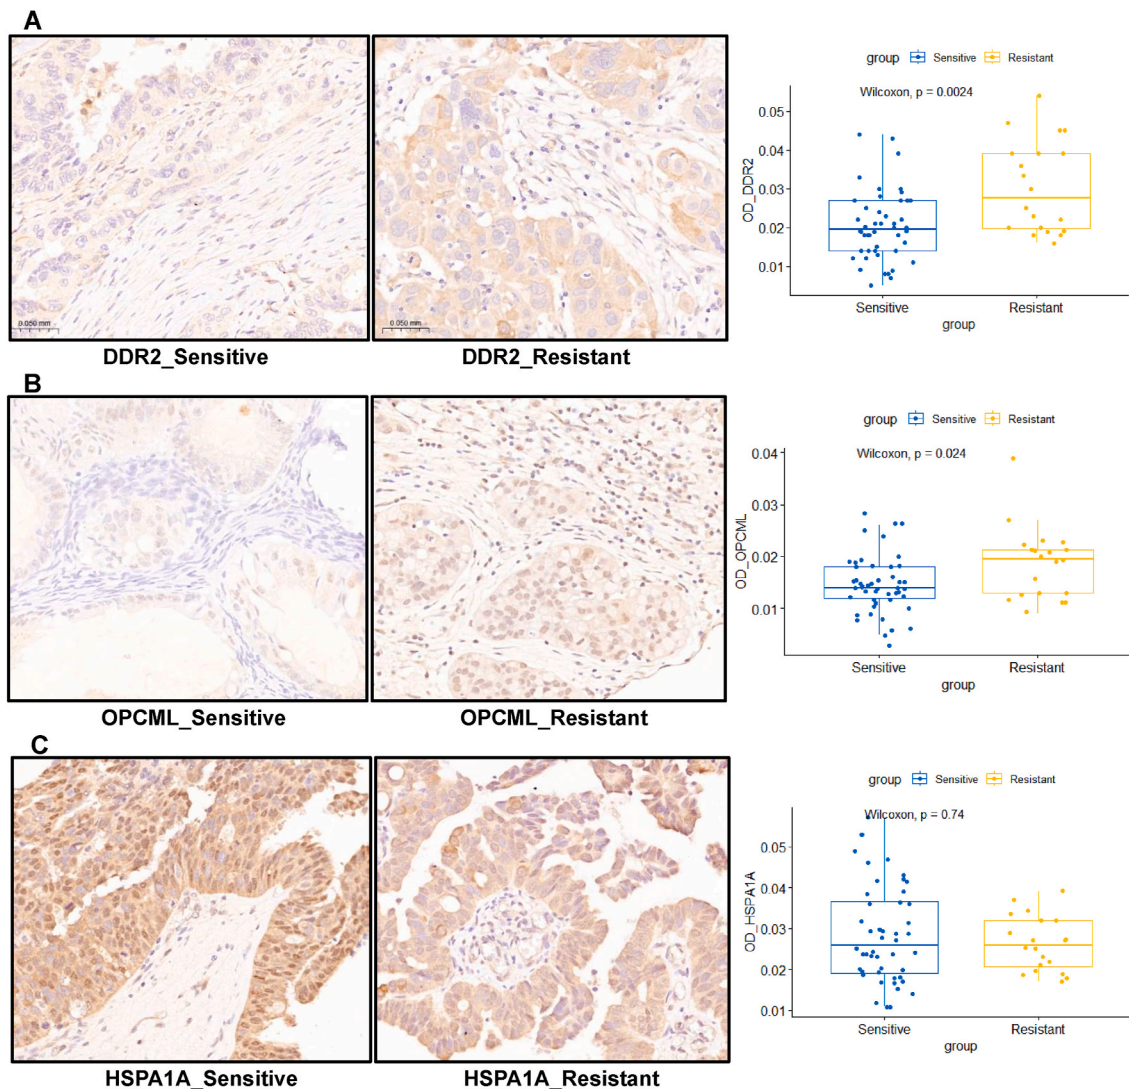 A
group Sensitive Resistant
Wilcoxon, p = 0.0024
0.05
0.04
0.03
0.02
0.01
OD_DDR2
Sensitive Resistant
group
0.050 mm
0.050 mm
DDR2_Sensitive DDR2_Resistant
B
group Sensitive Resistant
Wilcoxon, p = 0.024
0.04
0.03
0.02
0.01
OD_OPCML
Sensitive Resistant
group
OPCML_Sensitive OPCML_Resistant
C
group Sensitive Resistant
Wilcoxon, p = 0.74
0.05
0.04
0.03
0.02
0.01
OD_HSPA1A
Sensitive Resistant
group
HSPA1A_Sensitive HSPA1A_Resistant